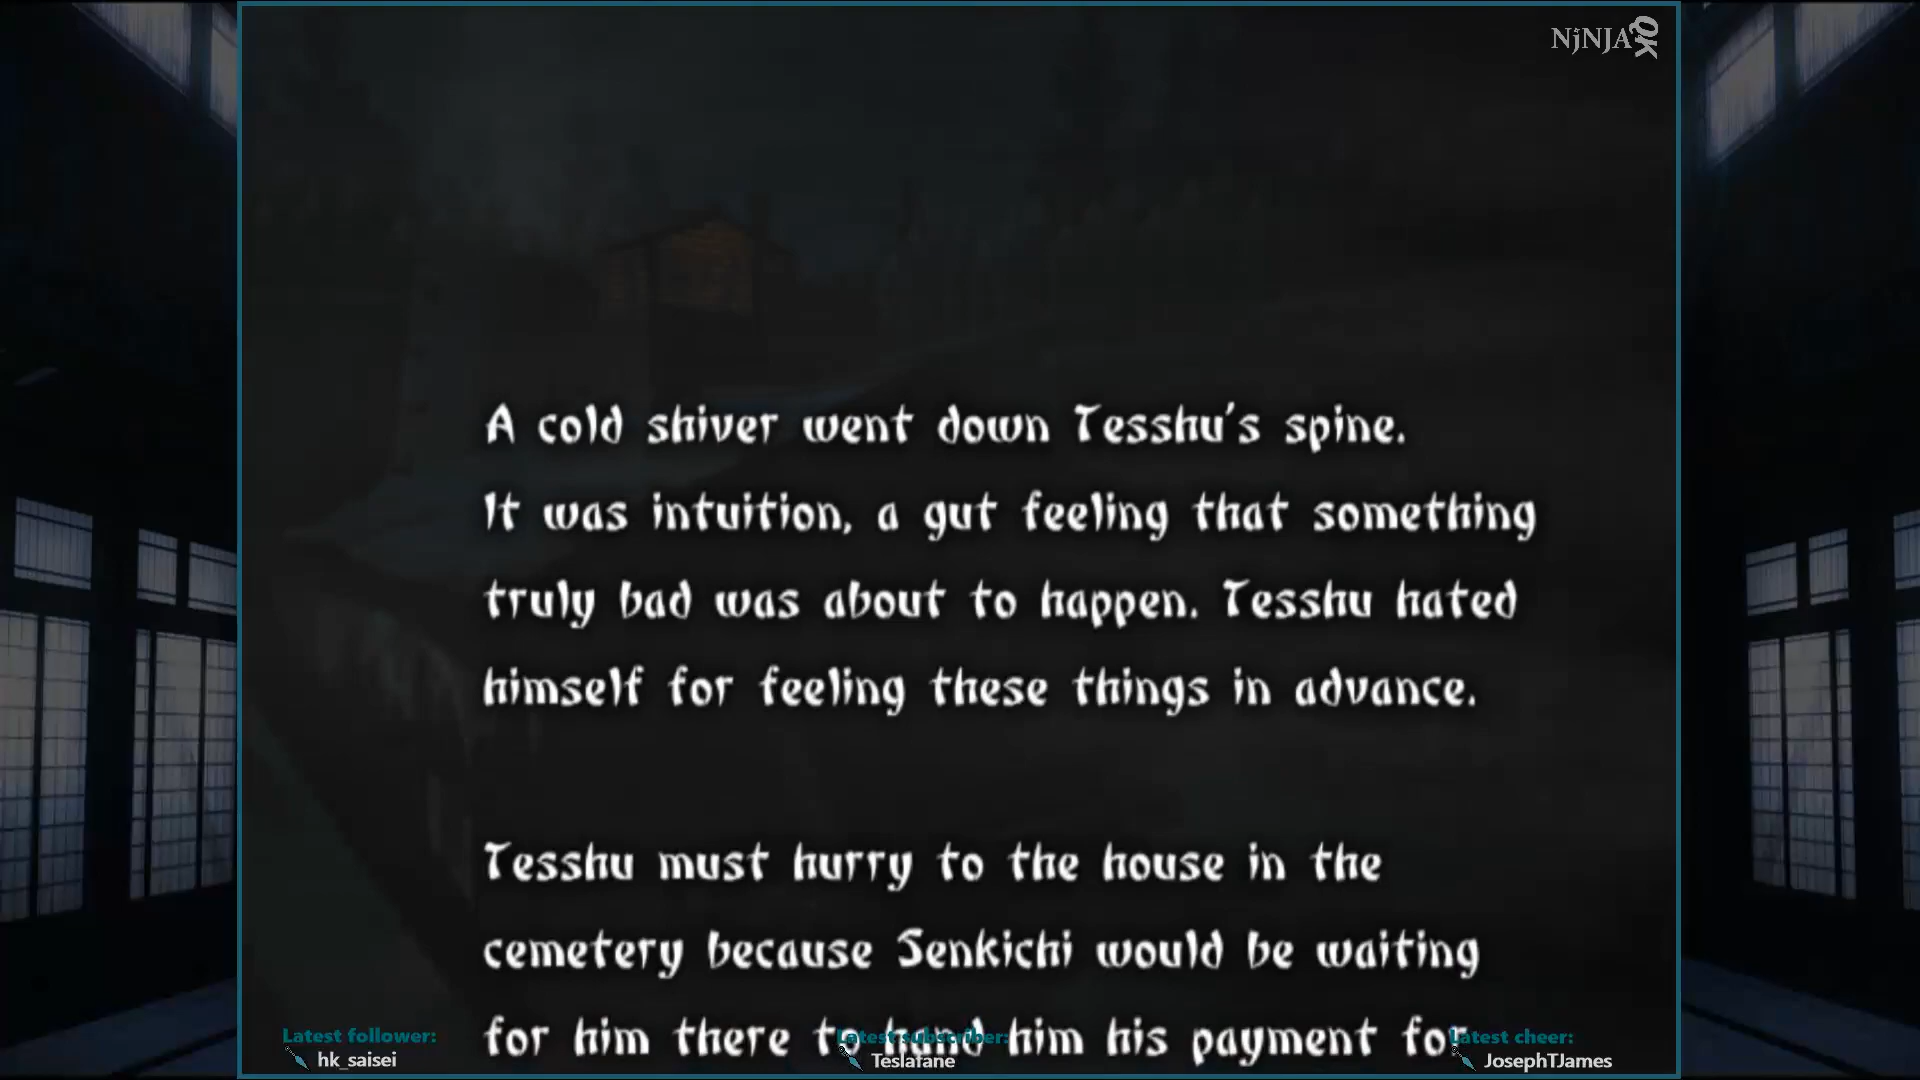 NiNJA OK
A cold shiver went down Tesshu's spine.
It was intuition, a gut feeling that something
truly bad was about to happen. Tesshu hated
himself for feeling these things in advance.
Tesshu must hurry to the house in the
cemetery because Senkichi would be waiting
for him there to hand him his payment for
Latest follower:
hk_saisei
Latest subscriber:
Teslafane
Latest cheer:
JosephTJames